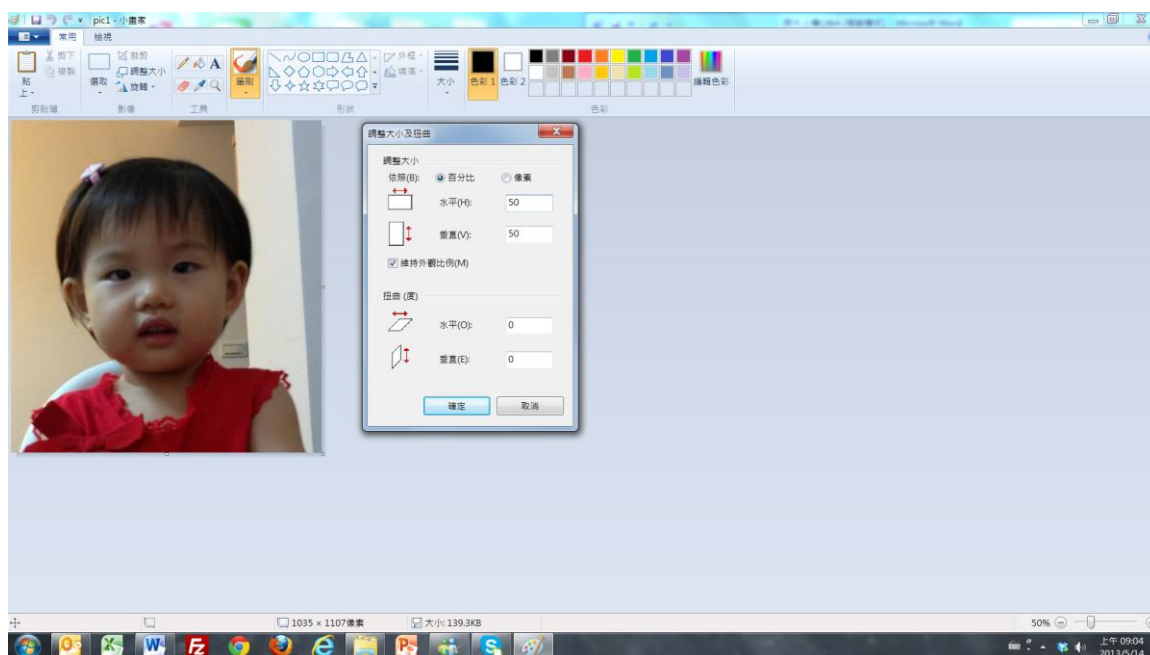 pic1 - 小畫家
常用 檢視
貼上 剪下 複製 選取 裁剪 調整大小 旋轉 A 筆刷 外框 填滿 大小 色彩 1 色彩 2 編輯色彩
剪貼簿 影像 工具 形狀 色彩
調整大小及扭曲
調整大小
依照(B): 百分比 像素
水平(H): 50
垂直(V): 50
維持外觀比例(M)
扭曲 (度)
水平(O): 0
垂直(E): 0
確定 取消
1035 × 1107像素 大小: 139.3KB 50%
上午 09:04
2013/5/14